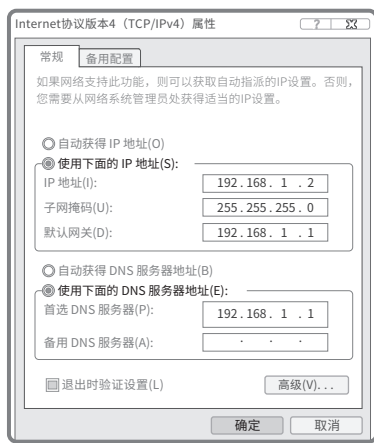 Internet协议版本4（TCP/IPv4）属性
?
常规
备用配置
如果网络支持此功能，则可以获取自动指派的IP设置。否则，
您需要从网络系统管理员处获得适当的IP设置。
自动获得 IP 地址(O)
使用下面的 IP 地址(S):
IP 地址(I): 192.168. 1 . 2
子网掩码(U): 255.255.255. 0
默认网关(D): 192.168. 1 . 1
自动获得 DNS 服务器地址(B)
使用下面的 DNS 服务器地址(E):
首选 DNS 服务器(P): 192.168. 1 . 1
备用 DNS 服务器(A): . . .
退出时验证设置(L)
高级(V)...
确定
取消